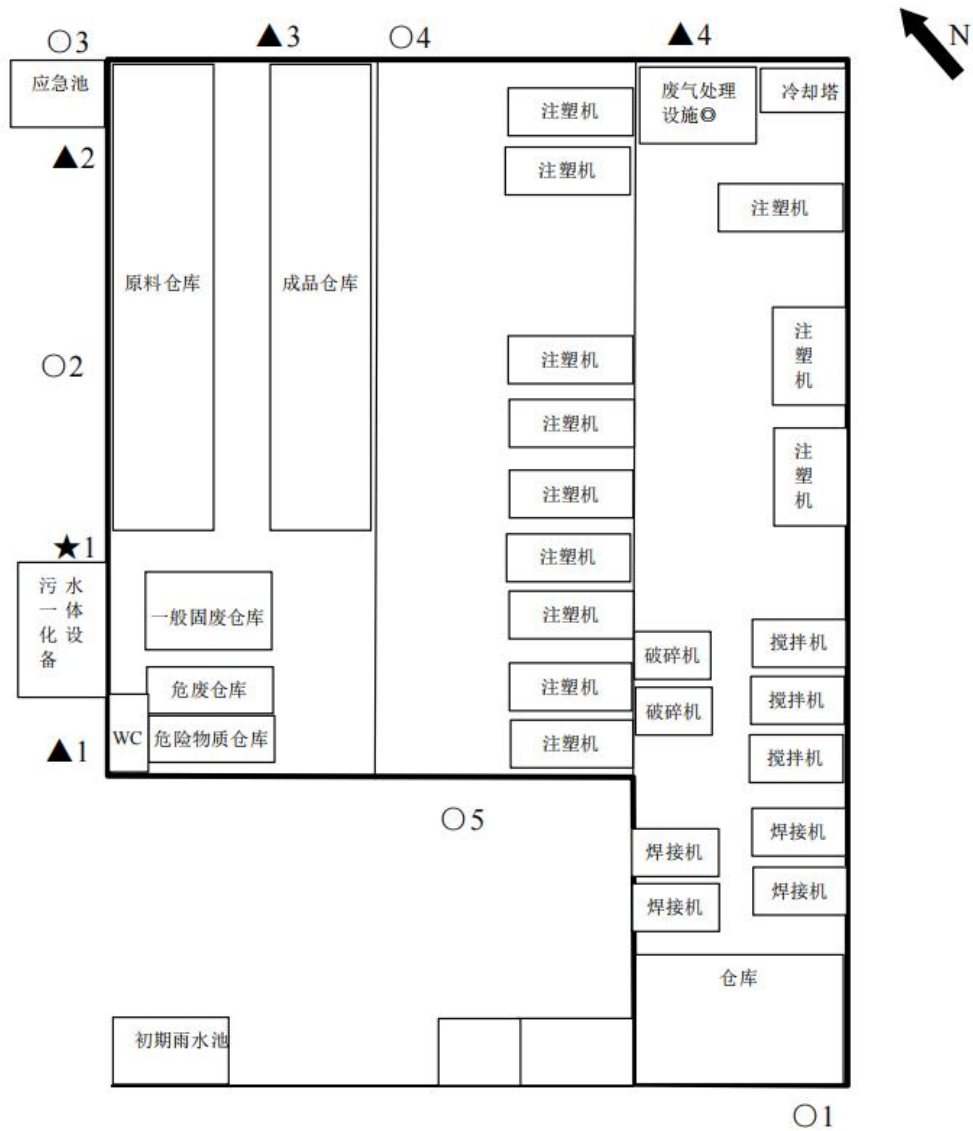 ○3
▲3
○4
▲4
N
应急池
废气处理
设施◎
冷却塔
注塑机
▲2
注塑机
注塑机
原料仓库
成品仓库
注塑机
○2
注塑机
注塑机
注塑机
注塑机
★1
注塑机
污水
一体
化设
备
一般固废仓库
注塑机
破碎机
搅拌机
危废仓库
注塑机
搅拌机
破碎机
▲1
WC
危险物质仓库
注塑机
搅拌机
○5
焊接机
焊接机
焊接机
焊接机
仓库
初期雨水池
○1